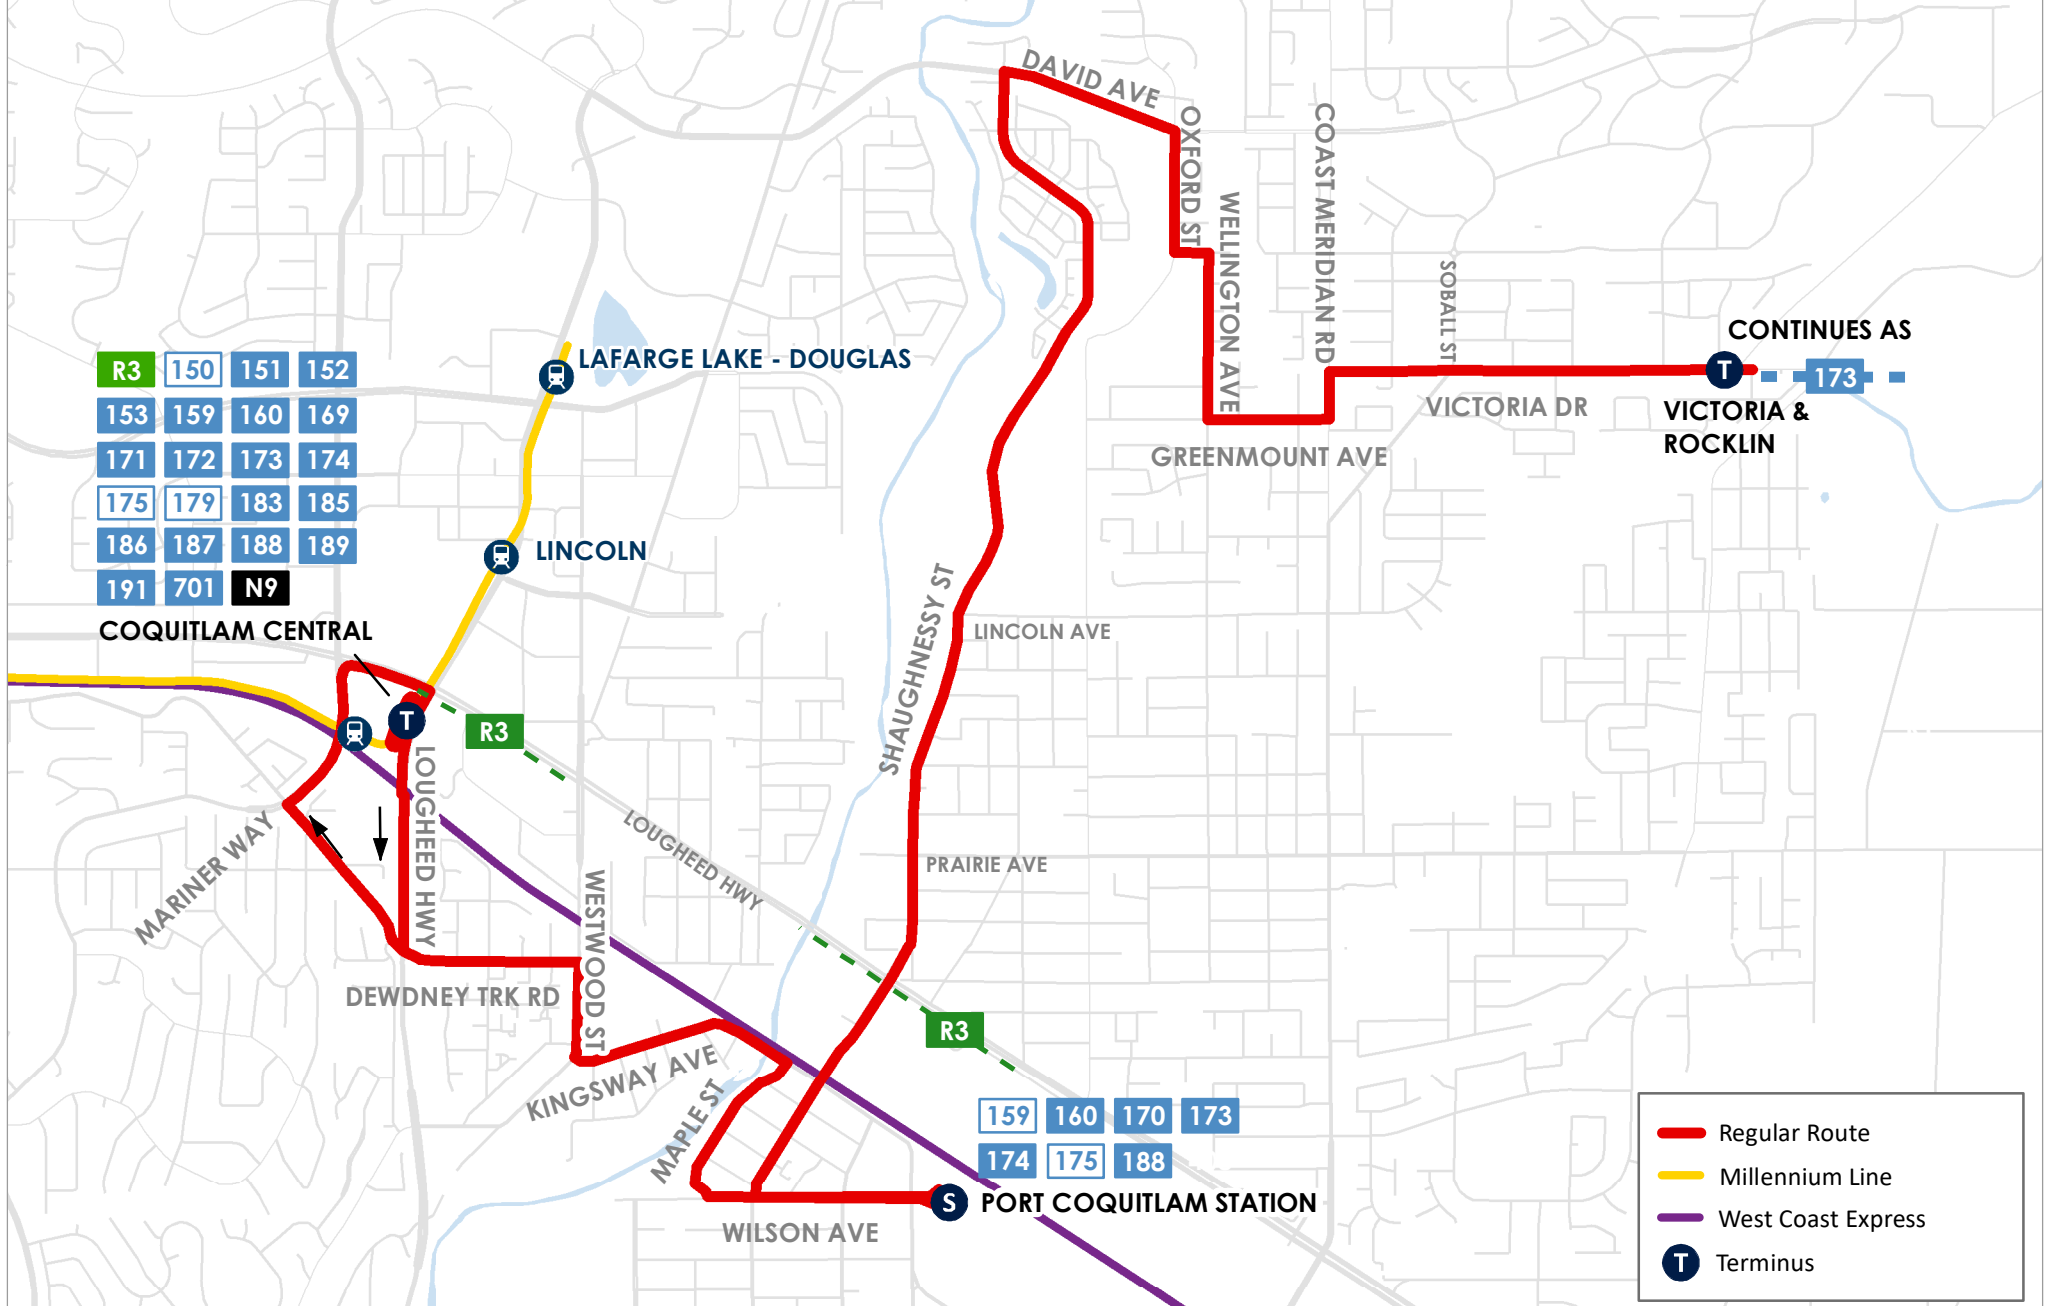 DAVID AVE
OXFORD ST
COAST MERIDIAN RD
WELLINGTON AVE
SOBALL ST
CONTINUES AS
173
T
VICTORIA &
ROCKLIN
VICTORIA DR
GREENMOUNT AVE
LAFARGE LAKE - DOUGLAS
R3 150 151 152
153 159 160 169
171 172 173 174
175 179 183 185
186 187 188 189
191 701 N9
COQUITLAM CENTRAL
LINCOLN
SHAUGHNESSY ST
LINCOLN AVE
T
R3
LOUGHEED HWY
LOUGHEED HWY
MARINER WAY
PRAIRIE AVE
WESTWOOD ST
DEWDNEY TRK RD
KINGSWAY AVE
R3
MAPLE ST
159 160 170 173
174 175 188
S
PORT COQUITLAM STATION
WILSON AVE
Regular Route
Millennium Line
West Coast Express
T
Terminus